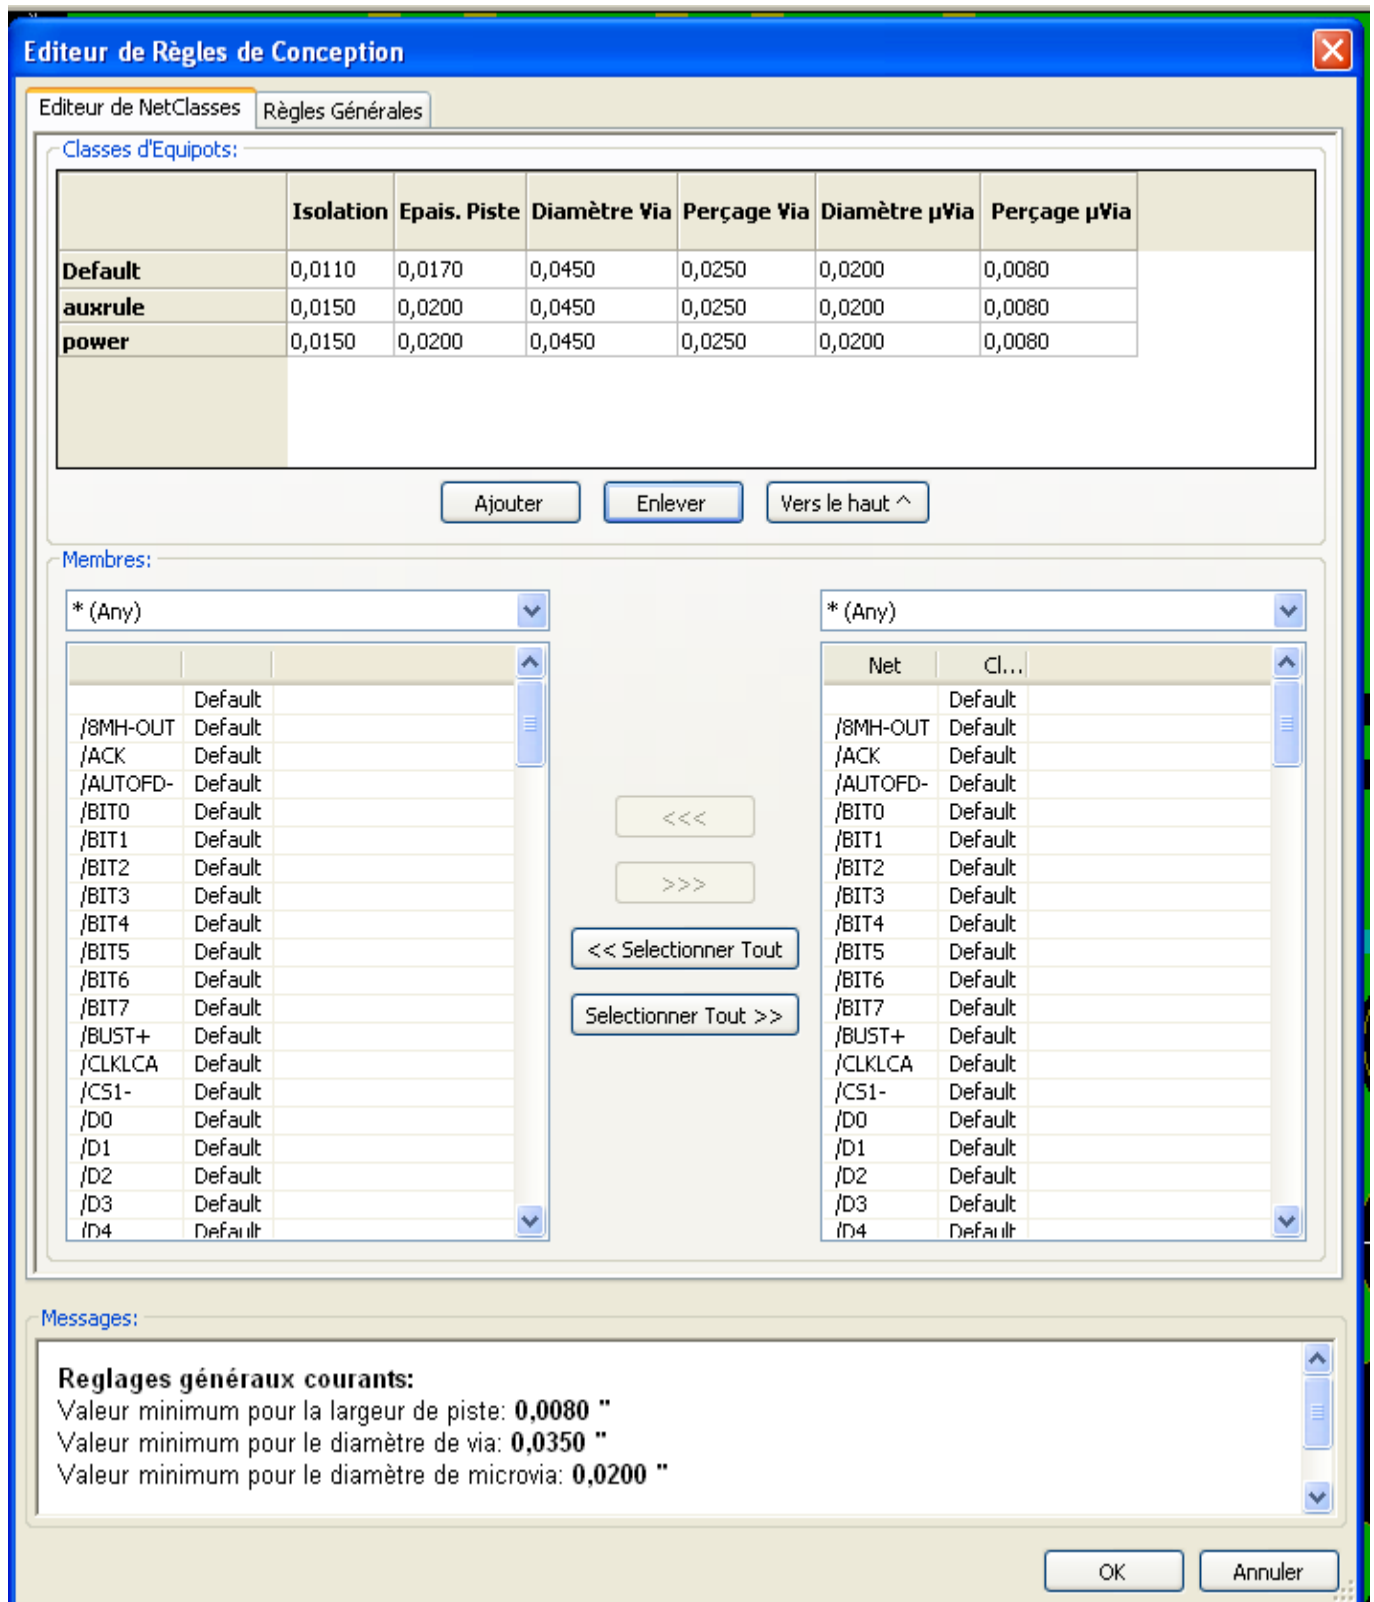 Editeur de Règles de Conception
Editeur de NetClasses Règles Générales
Classes d'Equipots:
Isolation Epais. Piste Diamètre Via Perçage Via Diamètre µVia Perçage µVia
Default 0,0110 0,0170 0,0450 0,0250 0,0200 0,0080
auxrule 0,0150 0,0200 0,0450 0,0250 0,0200 0,0080
power 0,0150 0,0200 0,0450 0,0250 0,0200 0,0080
Ajouter Enlever Vers le haut ^
Membres:
* (Any) * (Any)
Net Cl...
Default Default
/8MH-OUT Default /8MH-OUT Default
/ACK Default /ACK Default
/AUTOFD- Default /AUTOFD- Default
/BIT0 Default <<< /BIT0 Default
/BIT1 Default /BIT1 Default
/BIT2 Default /BIT2 Default
/BIT3 Default >>> /BIT3 Default
/BIT4 Default /BIT4 Default
/BIT5 Default << Selectionner Tout /BIT5 Default
/BIT6 Default /BIT6 Default
/BIT7 Default Selectionner Tout >> /BIT7 Default
/BUST+ Default /BUST+ Default
/CLKLCA Default /CLKLCA Default
/CS1- Default /CS1- Default
/D0 Default /D0 Default
/D1 Default /D1 Default
/D2 Default /D2 Default
/D3 Default /D3 Default
/D4 Default /D4 Default
Messages:
Reglages généraux courants:
Valeur minimum pour la largeur de piste: 0,0080 "
Valeur minimum pour le diamètre de via: 0,0350 "
Valeur minimum pour le diamètre de microvia: 0,0200 "
OK Annuler